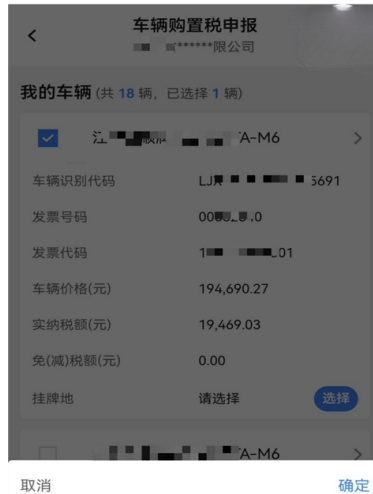 车辆购置税申报
******限公司
我的车辆 (共 18 辆，已选择 1 辆)
A-M6
车辆识别代码 LJ 5691
发票号码 00
发票代码 1 01
车辆价格(元) 194,690.27
实纳税额(元) 19,469.03
免(减)税额(元) 0.00
挂牌地 请选择 选择
A-M6
取消 确定